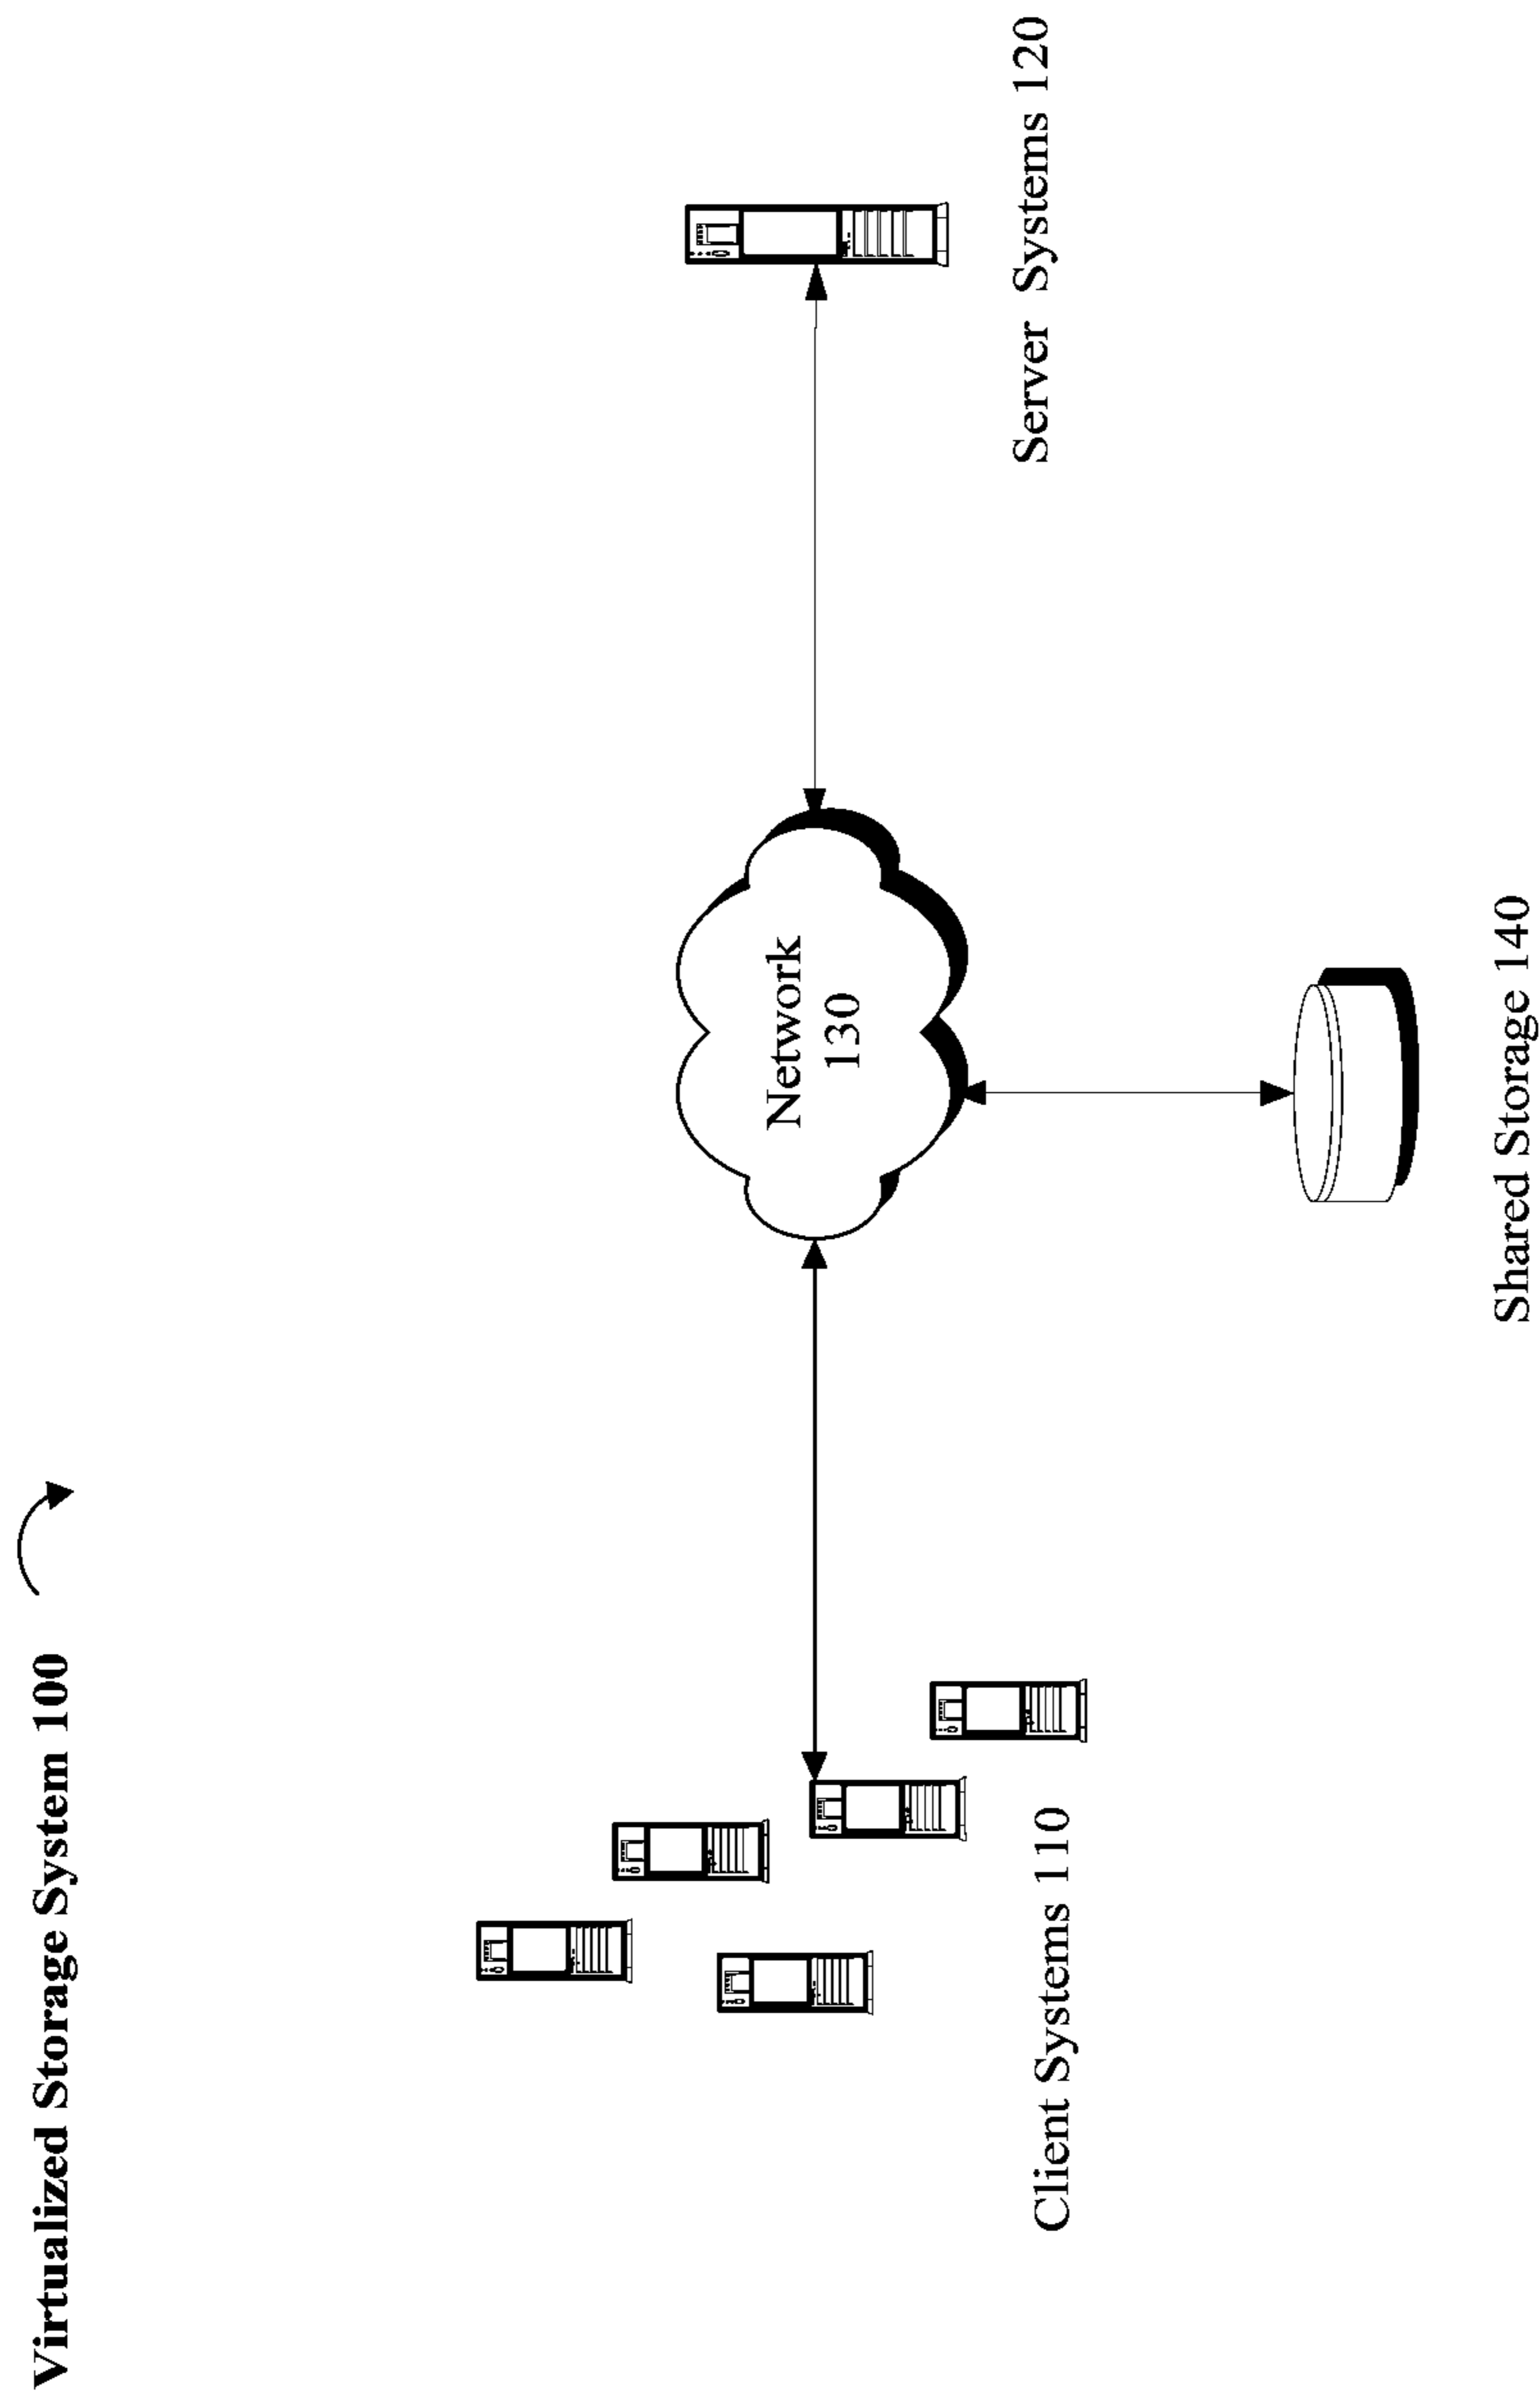 Virtualized Storage System 100
Network
130
Server Systems 120
Client Systems 110
Shared Storage 140